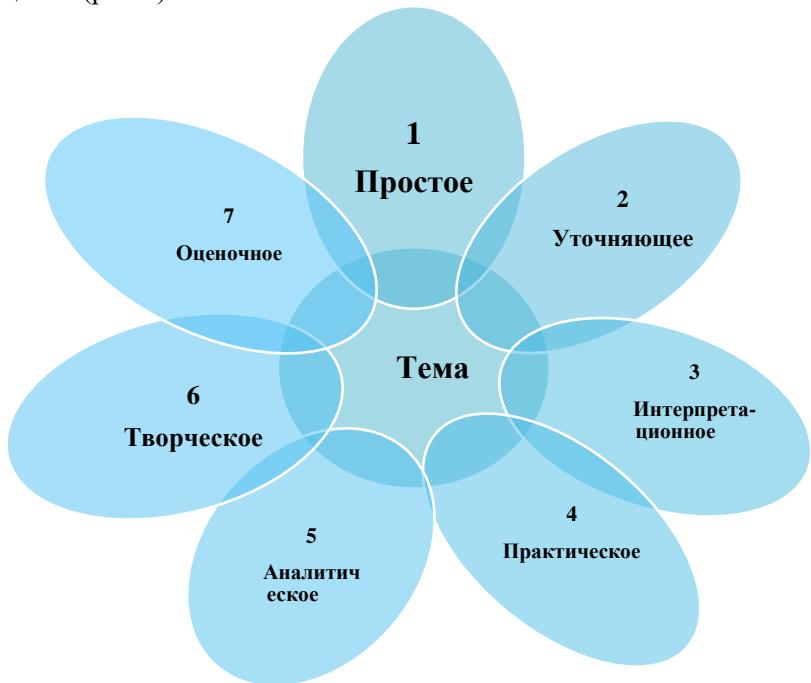 1
Простое
2
Уточняющее
3
Интерпрета-
ционное
4
Практическое
5
Аналитич
еское
6
Творческое
7
Оценочное
Тема